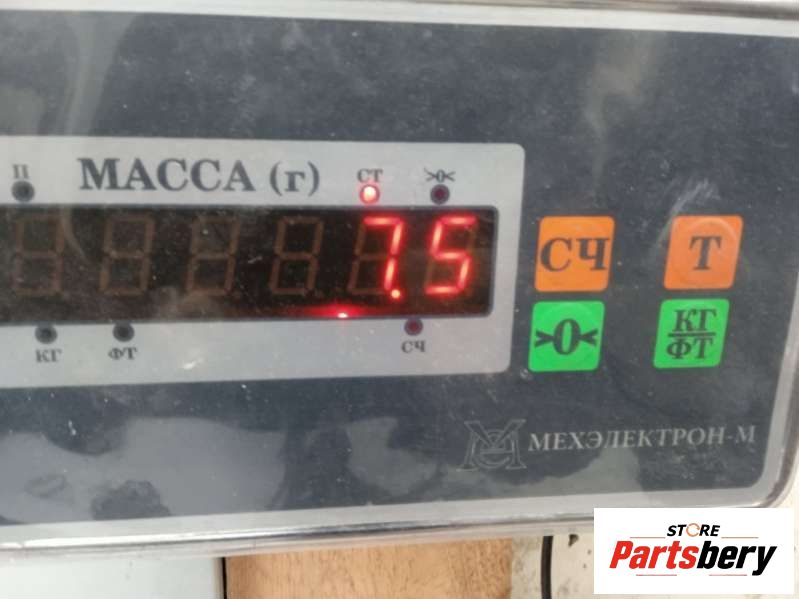 П
МАССА (г)
СТ
>0<
7.5
КГ
ФТ
СЧ
СЧ
Т
>0<
КГ
ФТ
МЕХЭЛЕКТРОН-М
STORE
Partsbery